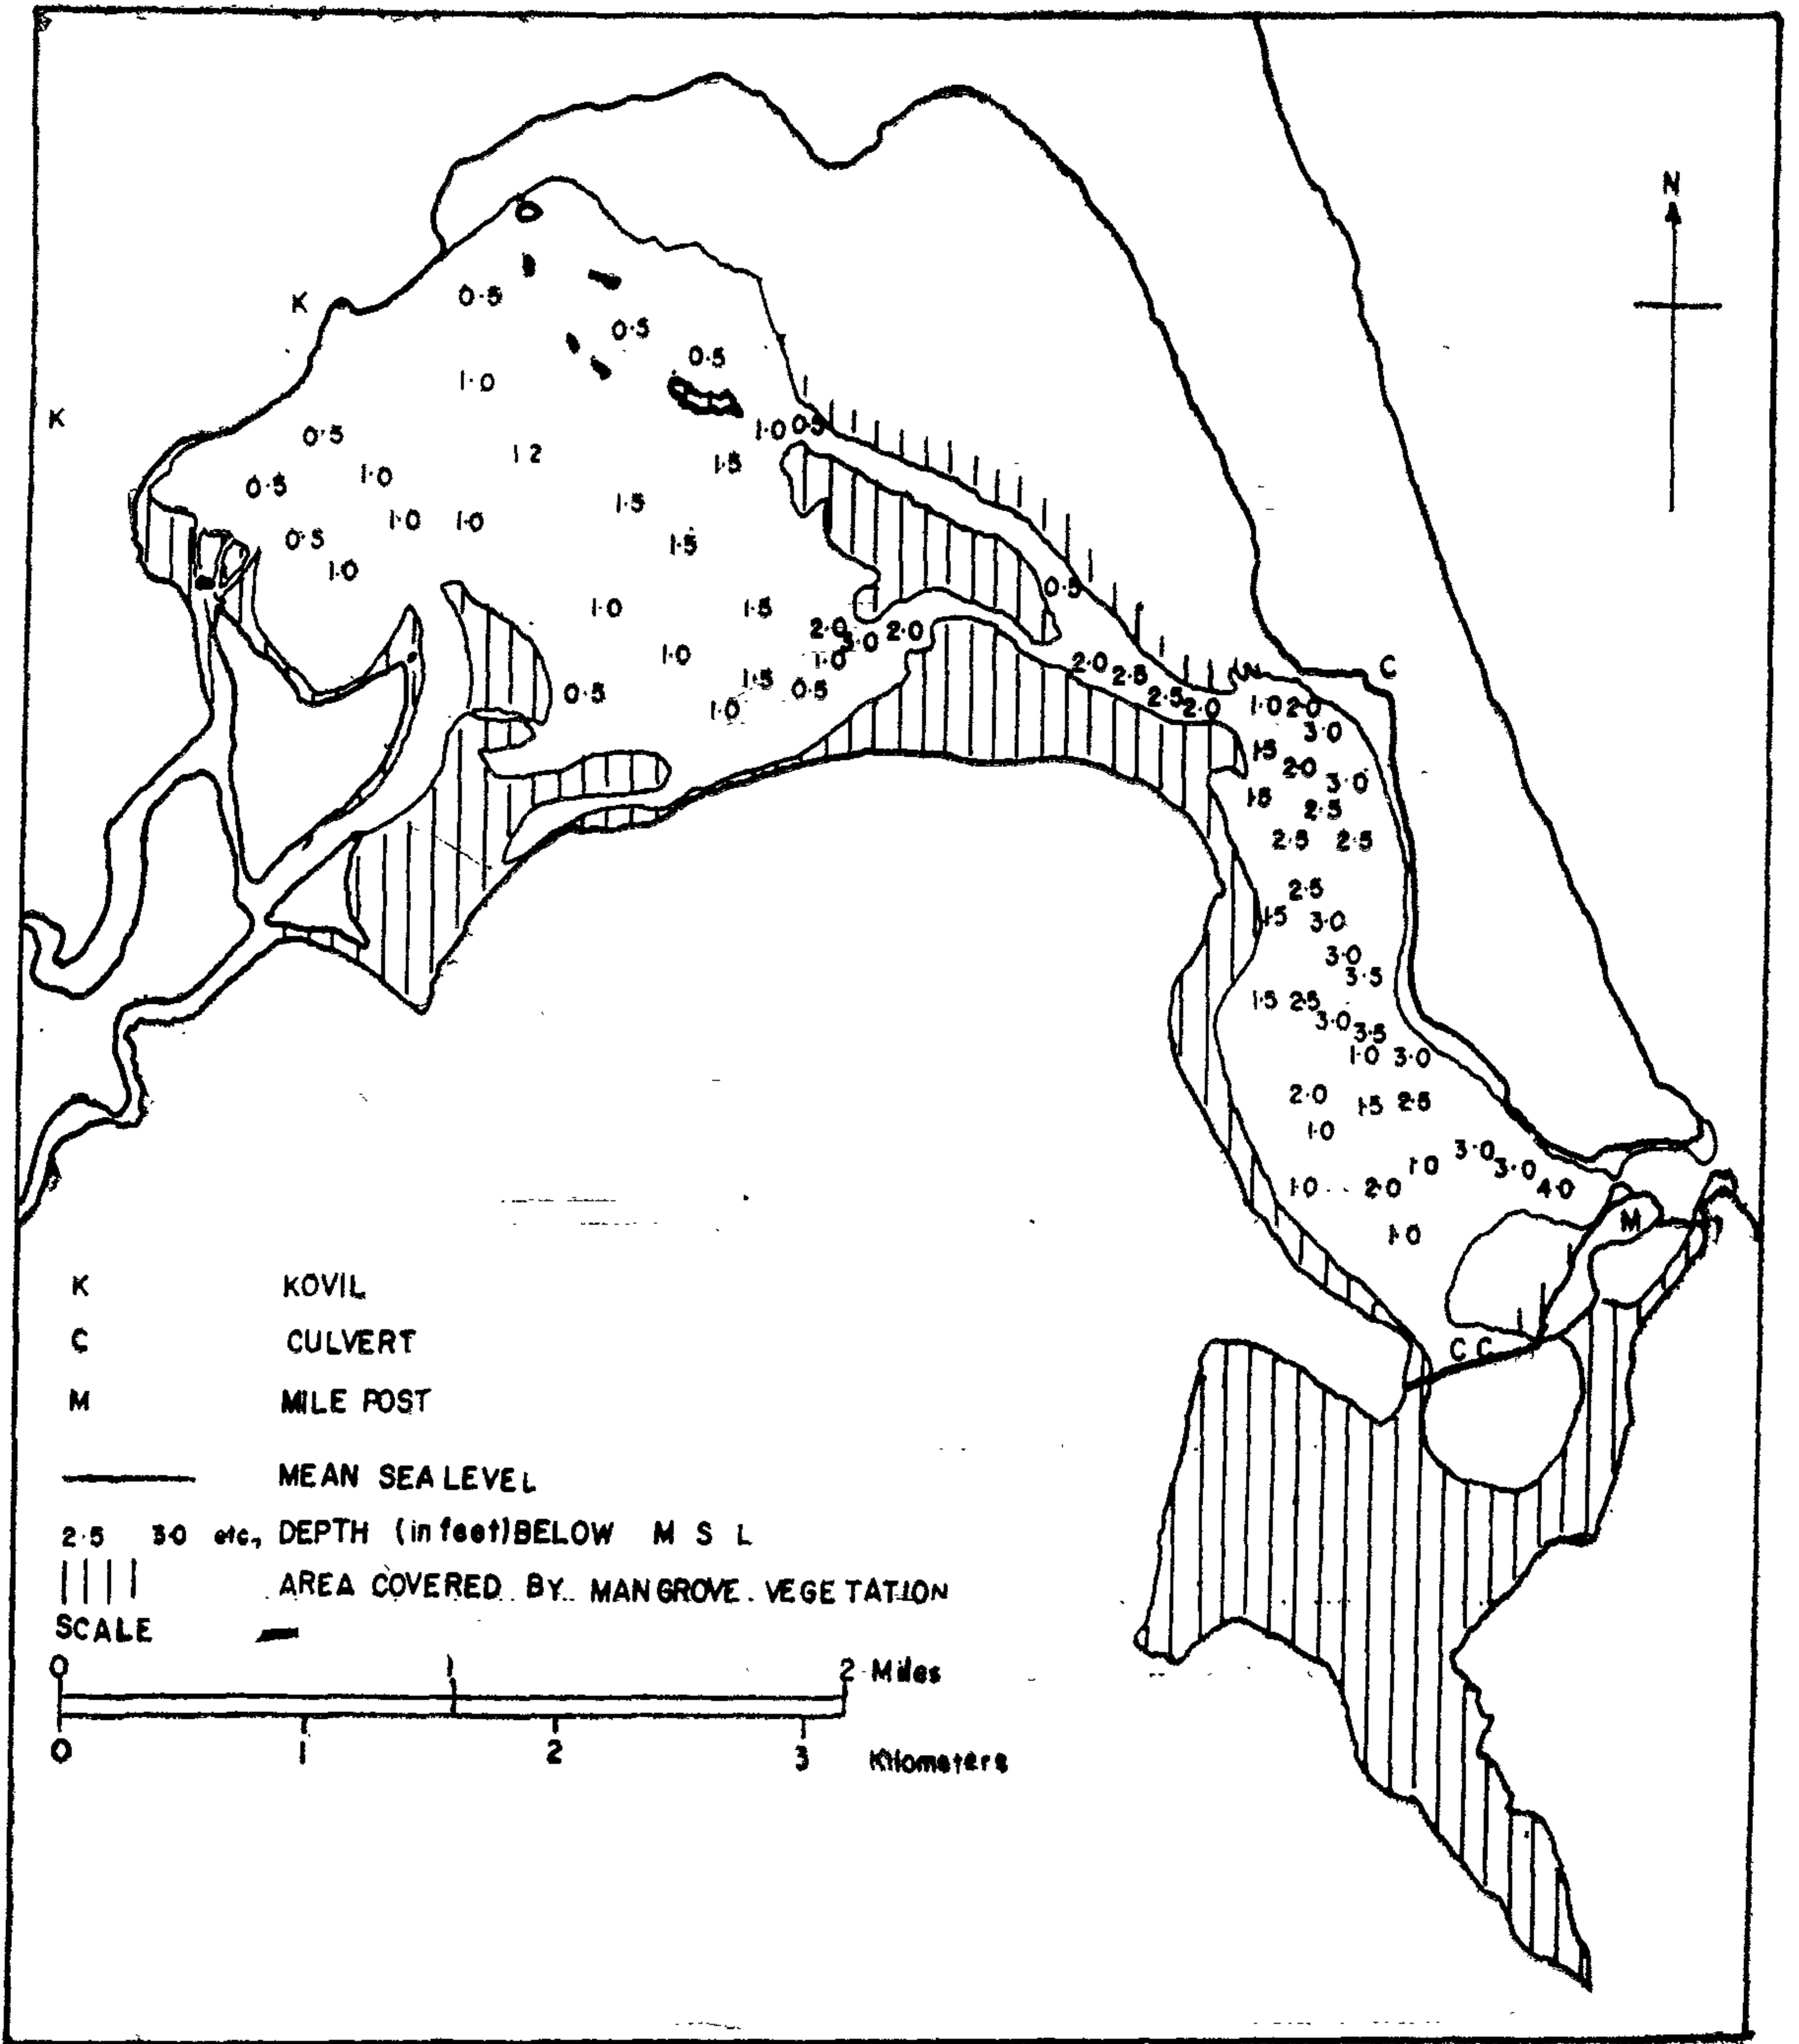 N
K
0.5
0.5
0.5
1.0
K
1.0 0.5
0.5
1.2
1.5
1.0
0.5
1.5
1.0 1.0
0.5
1.5
1.0
0.5
1.0
1.5
2.0 3.0 2.0
1.0
1.0
C
2.0 2.5
1.5 0.5
0.5
2.5 2.0
1.0
1.0 2.0
3.0
1.5
2.0
3.0
1.5
2.5
2.5 2.5
2.5
1.5 3.0
3.0
3.5
1.5 2.5
3.0 3.5
1.0 3.0
2.0 1.5 2.5
1.0
3.0
1.0 3.0
1.0 2.0 4.0
M
1.0
C C
K KOVIL
C CULVERT
M MILE POST
MEAN SEA LEVEL
2.5 3.0 etc, DEPTH (in feet) BELOW M S L
AREA COVERED BY MANGROVE VEGETATION
SCALE
0 1 2 Miles
0 1 2 3 Kilometers